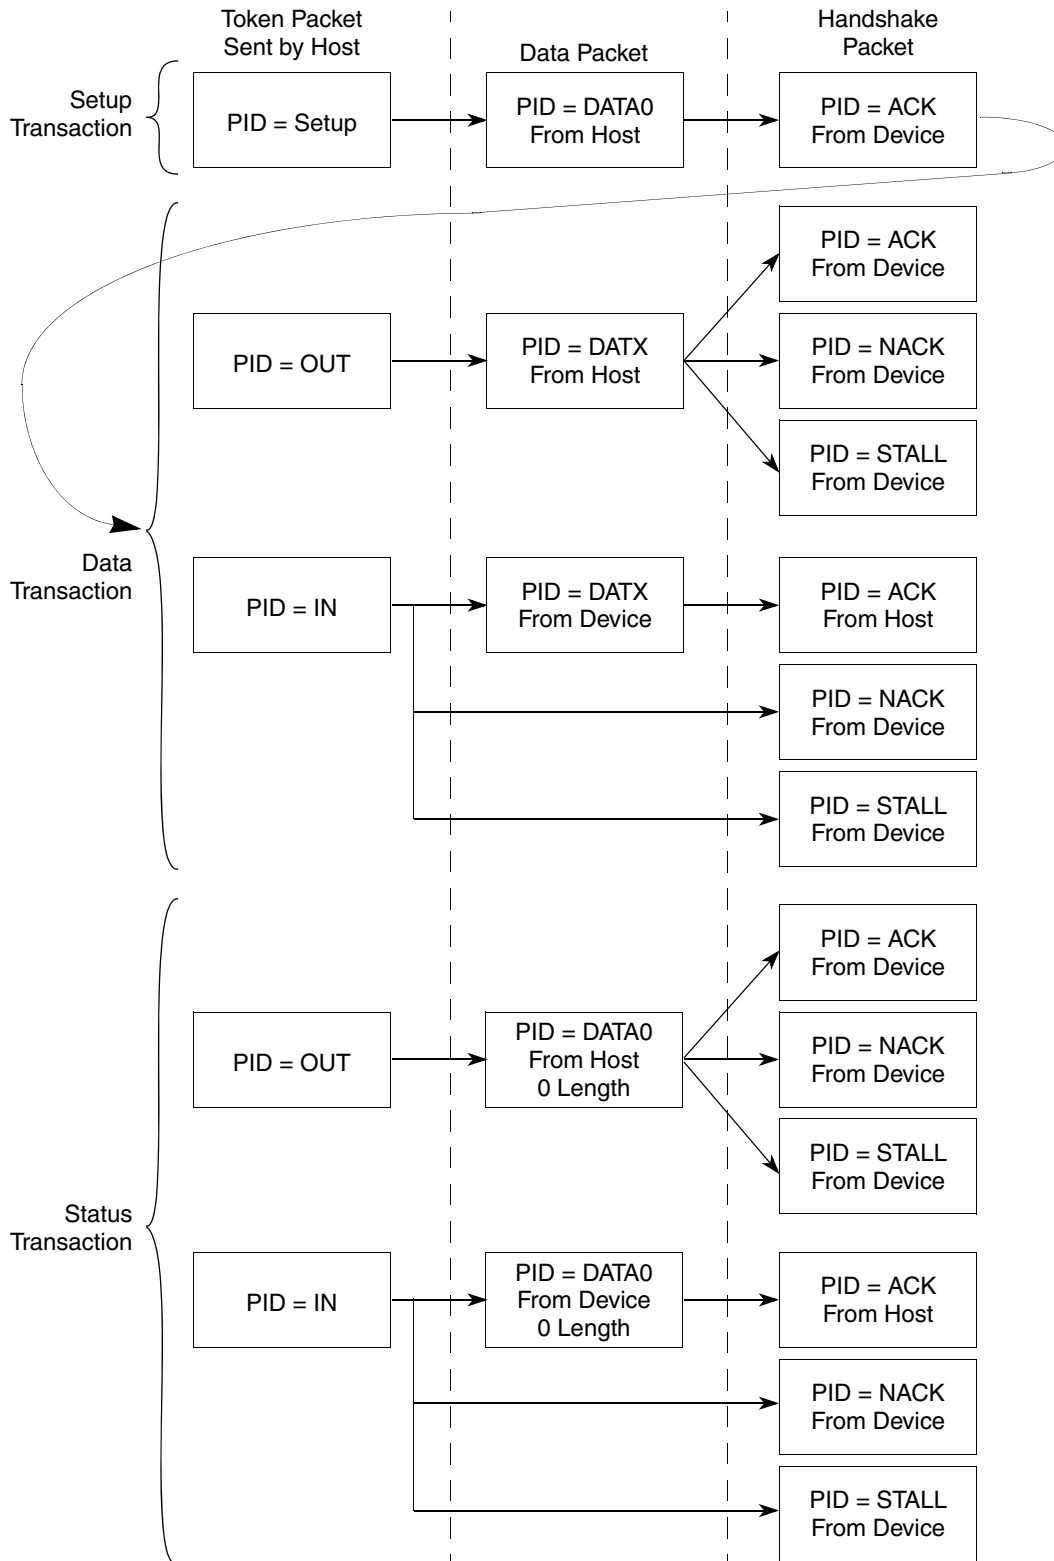 Token Packet
Sent by Host
Data Packet
Handshake
Packet
Setup
Transaction
PID = Setup
PID = DATA0
From Host
PID = ACK
From Device
Data
Transaction
PID = OUT
PID = DATX
From Host
PID = ACK
From Device
PID = NACK
From Device
PID = STALL
From Device
PID = IN
PID = DATX
From Device
PID = ACK
From Host
PID = NACK
From Device
PID = STALL
From Device
Status
Transaction
PID = OUT
PID = DATA0
From Host
0 Length
PID = ACK
From Device
PID = NACK
From Device
PID = STALL
From Device
PID = IN
PID = DATA0
From Device
0 Length
PID = ACK
From Host
PID = NACK
From Device
PID = STALL
From Device